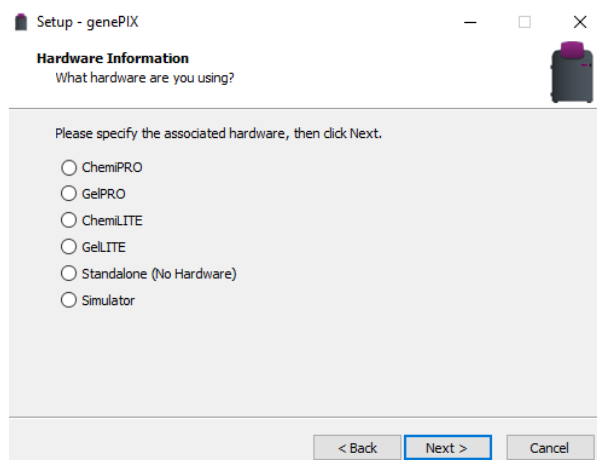 Setup - genePIX
Hardware Information
What hardware are you using?
Please specify the associated hardware, then click Next.
ChemiPRO
GelPRO
ChemiLITE
GelLITE
Standalone (No Hardware)
Simulator
< Back Next > Cancel